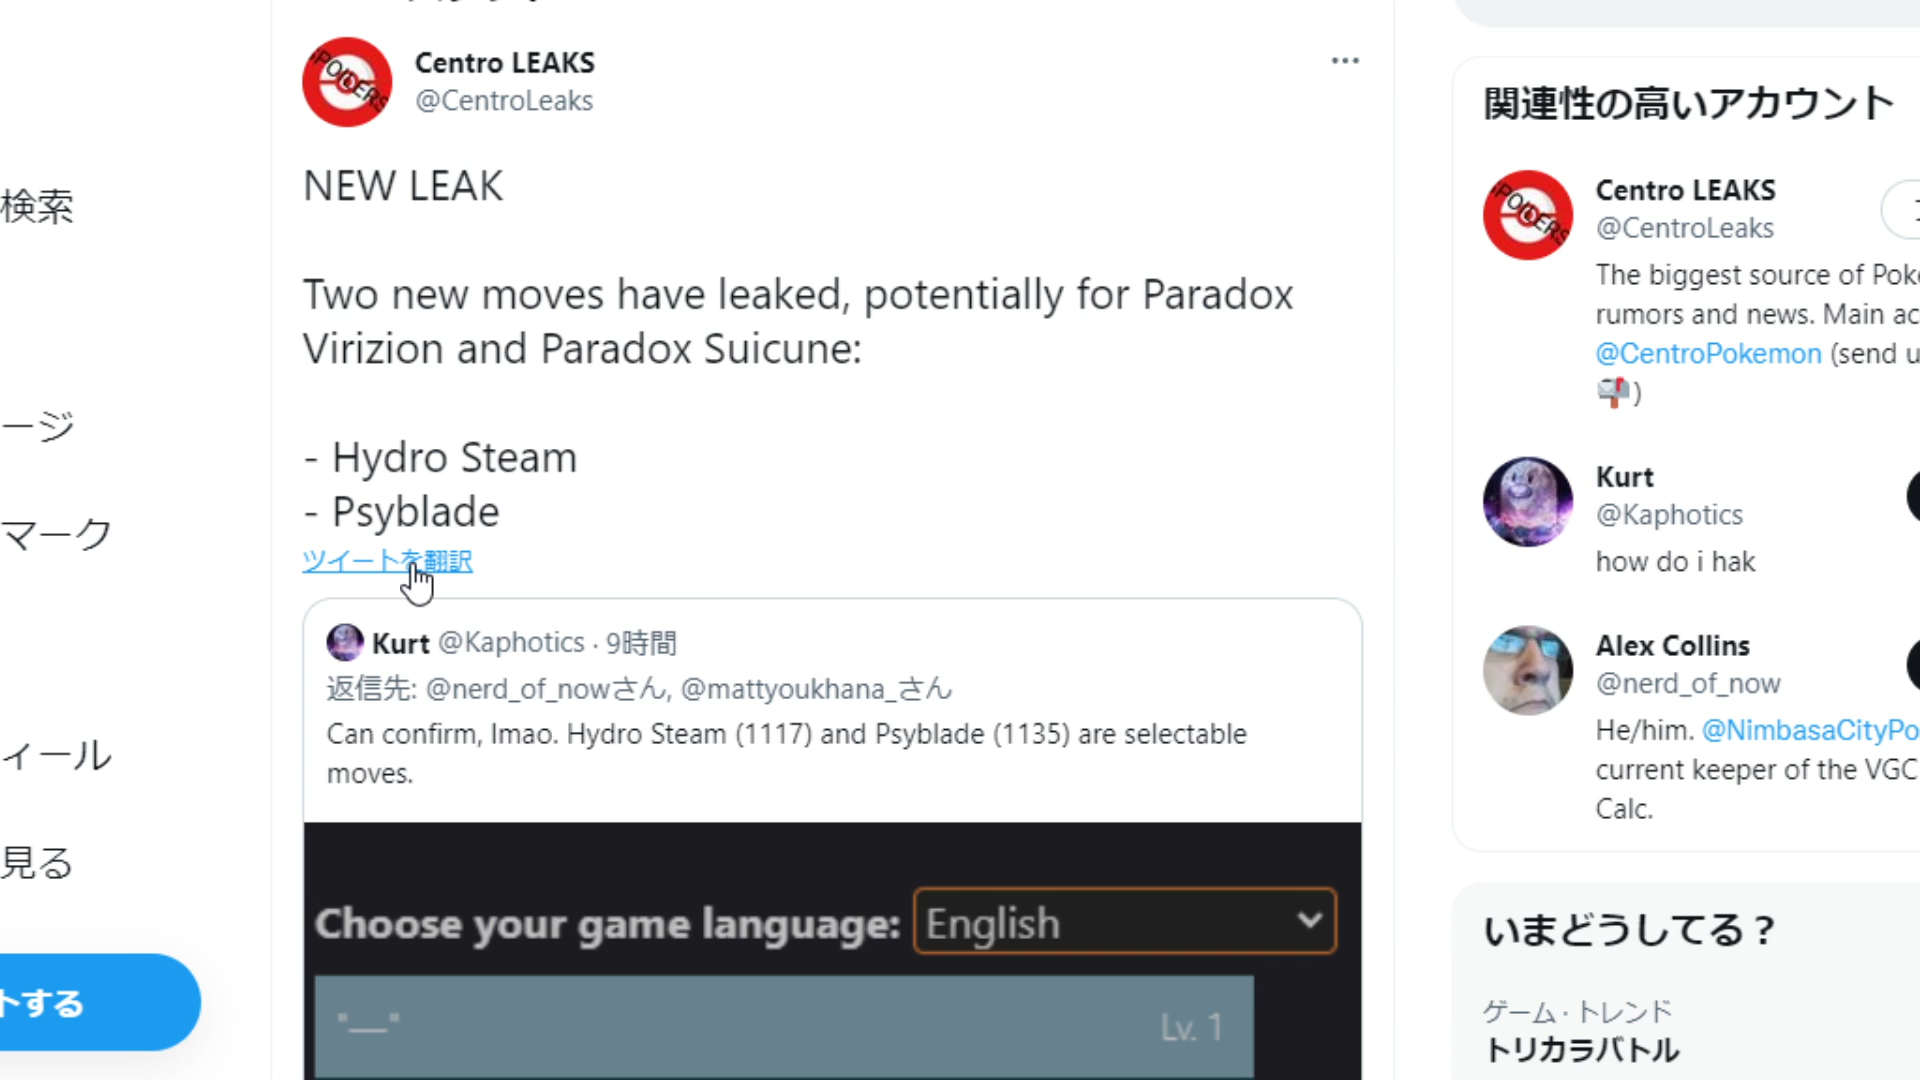 検索
ージ
マーク
ィール
見る
トする
Centro LEAKS
@CentroLeaks
NEW LEAK
Two new moves have leaked, potentially for Paradox
Virizion and Paradox Suicune:
- Hydro Steam
- Psyblade
ツイートを翻訳
Kurt @Kaphotics · 9時間
返信先: @nerd_of_nowさん, @mattyoukhana_さん
Can confirm, lmao. Hydro Steam (1117) and Psyblade (1135) are selectable
moves.
Choose your game language: English
"—" Lv. 1
関連性の高いアカウント
Centro LEAKS
@CentroLeaks
The biggest source of Poké
rumors and news. Main ac
@CentroPokemon (send u
)
Kurt
@Kaphotics
how do i hak
Alex Collins
@nerd_of_now
He/him. @NimbasaCityPo
current keeper of the VGC
Calc.
いまどうしてる？
ゲーム · トレンド
トリカラバトル